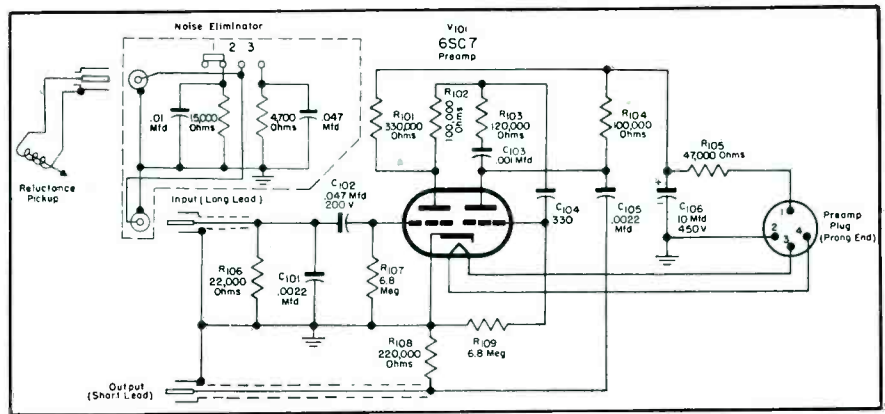 Noise Eliminator
2 3
.01
Mfd
15,000
Ohms
4,700
Ohms
.047
Mfd
Reluctance
Pickup
V101
6SC7
Preamp
R101
330,000
Ohms
R102
100,000
Ohms
R103
120,000
Ohms
C103
.001 Mfd
R104
100,000
Ohms
R105
47,000 Ohms
Input (Long Lead)
C102
.047 Mfd
200 V
C104
330
C105
.0022
Mfd
+
C106
10 Mfd
450 V
1
2
3
4
Preamp
Plug
(Prong End)
R106
22,000
Ohms
C101
.0022
Mfd
R107
6.8
Meg
R108
220,000
Ohms
R109
6.8 Meg
Output
(Short Lead)